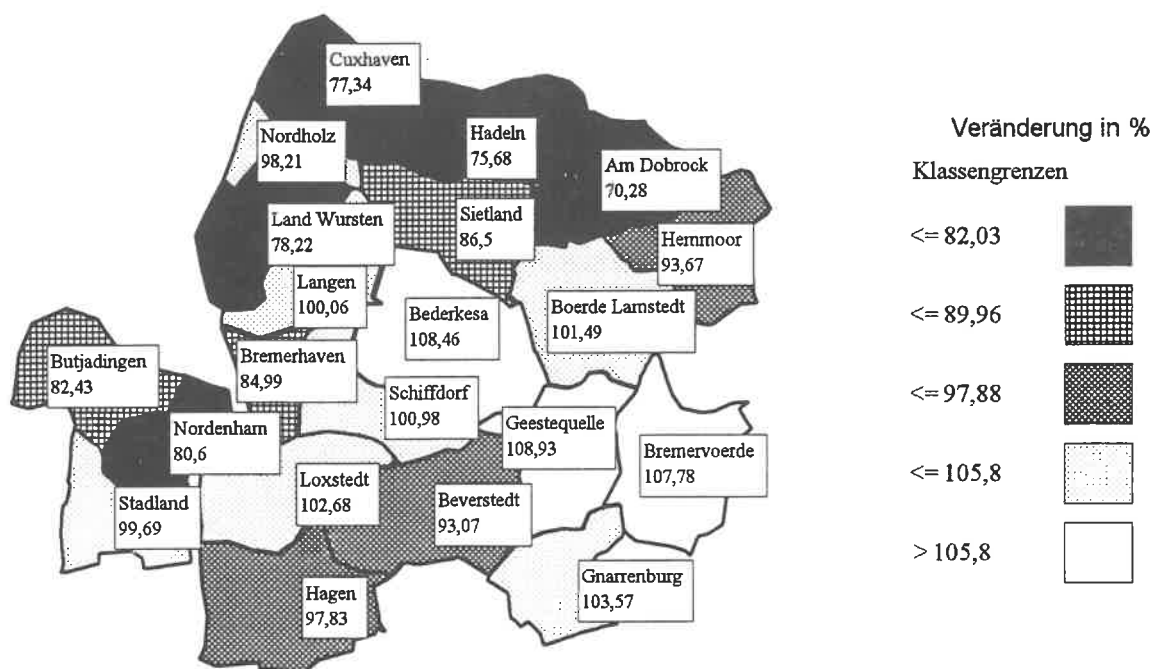 Cuxhaven
77,34
Nordholz
98,21
Hadeln
75,68
Am Dobrock
70,28
Land Wursten
78,22
Sietland
86,5
Hemmoor
93,67
Langen
100,06
Bederkesa
108,46
Boerde Lamstedt
101,49
Butjadingen
82,43
Bremerhaven
84,99
Schiffdorf
100,98
Nordenham
80,6
Geestequelle
108,93
Bremervoerde
107,78
Stadland
99,69
Loxstedt
102,68
Beverstedt
93,07
Hagen
97,83
Gnarrenburg
103,57
Veränderung in %
Klassengrenzen
<= 82,03
<= 89,96
<= 97,88
<= 105,8
> 105,8